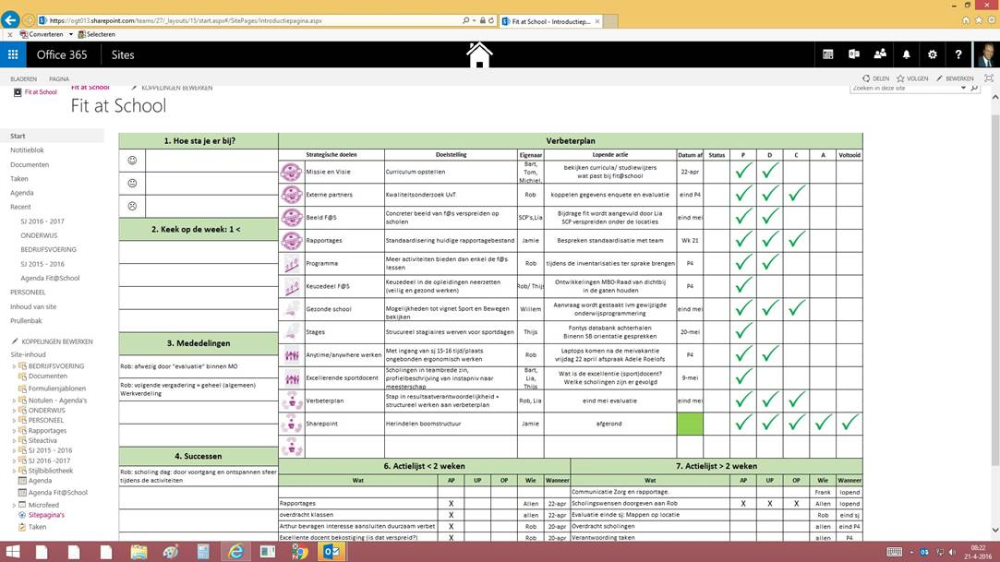 https://ogt013.sharepoint.com/teams/27/_layouts/15/start.aspx#/SitePages/Introductiepagina.aspx
Fit at School - Introductiep...
Converteren
Selecteren
Office 365
Sites
BLADEREN
PAGINA
DELEN
VOLGEN
BEWERKEN
Fit at School
Fit at School
KOPPELINGEN BEWERKEN
Zoeken in deze site
Fit at School
Start
Notitieblok
Documenten
Taken
Agenda
Recent
SJ 2016 - 2017
ONDERWIJS
BEDRIJFSVOERING
SJ 2015 - 2016
Agenda Fit@School
PERSONEEL
Inhoud van site
Prullenbak
KOPPELINGEN BEWERKEN
Site-inhoud
BEDRIJFSVOERING
Documenten
Formuliersjablonen
Notulen - Agenda's
ONDERWIJS
PERSONEEL
Rapportages
Siteactiva
SJ 2015 - 2016
SJ 2016 -2017
Stijlbibliotheek
Agenda
Agenda Fit@School
Microfeed
Sitepagina's
Taken
1. Hoe sta je er bij?
2. Keek op de week: 1 <
3. Mededelingen
Rob: afwezig door "evaluatie" binnen MO
Rob: volgende vergadering = geheel (algemeen)
Werkverdeling
4. Successen
Rob: scholing dag: door voortgang en ontspannen sfeer
tijdens de activiteiten
Verbeterplan
Strategische doelen Doelstelling Eigenaar Lopende actie Datum af Status P D C A Voltooid
Missie en Visie Curriculum opstellen Bart, Tom, Michiel, bekijken curricula/ studiewijzers wat past bij fit@school 22-apr
Externe partners Kwaliteitsonderzoek UvT Rob koppelen gegevens enquete en evaluatie eind P4
Beeld F@S Concreter beeld van f@s verspreiden op scholen SCP's,Lia Bijdrage fit wordt aangevuld door Lia SCP verspreiden onder de locaties eind mei
Rapportages Standaardisering huidige rapportagebestand Jamie Bespreken standaardisatie met team Wk 21
Programma Meer activiteiten bieden dan enkel de f@s lessen Rob tijdens de inventarisaties ter sprake brengen P4
Keuzedeel F@S Keuzedeel in de opleidingen neerzetten (veilig en gezond werken) Rob/ Thijs Ontwikkelingen MBO-Raad van dichtbij in de gaten houden P4
Gezonde school Mogelijkheden tot vignet Sport en Bewegen bekijken Willem Aanvraag wordt gestaakt ivm gewijzigde onderwijsprogrammering eind mei
Stages Strucureel stagiaires werven voor sportdagen Thijs Fontys databank achterhalen Binenn SB orientatie gesprekken 20-mei
Anytime/anywhere werken Met ingang van sj 15-16 tijd/plaats ongebonden ergonomisch werken Rob Laptops komen na de meivakantie vrijdag 22 april afspraak Adele Roelofs P4
Excellerende sportdocent Scholingen in teambrede zin, profielbeschrijving van instapniv naar meesterschap Bart, Lia, Thijs Wat is de excellentie (sport)docent? Welke scholingen zijn er gevolgd 9-mei
Verbeterplan Stap in resultaatverantwoordelijkheid + structureel werken aan verbeterplan Rob, Lia eind mei evaluatie eind mei
Sharepoint Herindelen boomstructuur Jamie afgerond
6. Actielijst < 2 weken
Wat AP UP OP Wie Wanneer
Rapportages X Allen 22-apr
overdracht klassen X allen 22-apr
Arthur bevragen interesse aansluiten duurzaam verbet X Rob 20-apr
Excellente docent bekostiging (is dat verspreid?) X Rob 20-apr
7. Actielijst > 2 weken
Wat AP UP OP Wie Wanneer
Communicatie Zorg en rapportage. Frank lopend
Scholingswensen doorgeven aan Rob X X X Allen lopend
Evaluatie einde sj: Mappen op locatie Rob eind sj
Overdracht scholingen allen eind P4
Verantwoording taken allen P4
08:22
21-4-2016